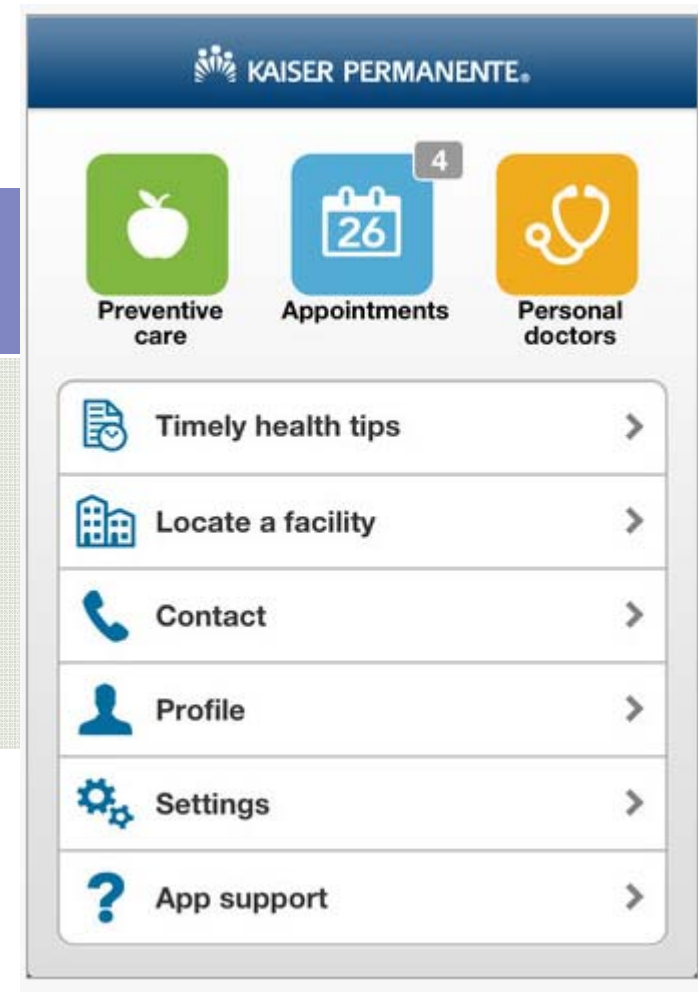 KAISER PERMANENTE®
4
26
Preventive care
Appointments
Personal doctors
Timely health tips
Locate a facility
Contact
Profile
Settings
? App support